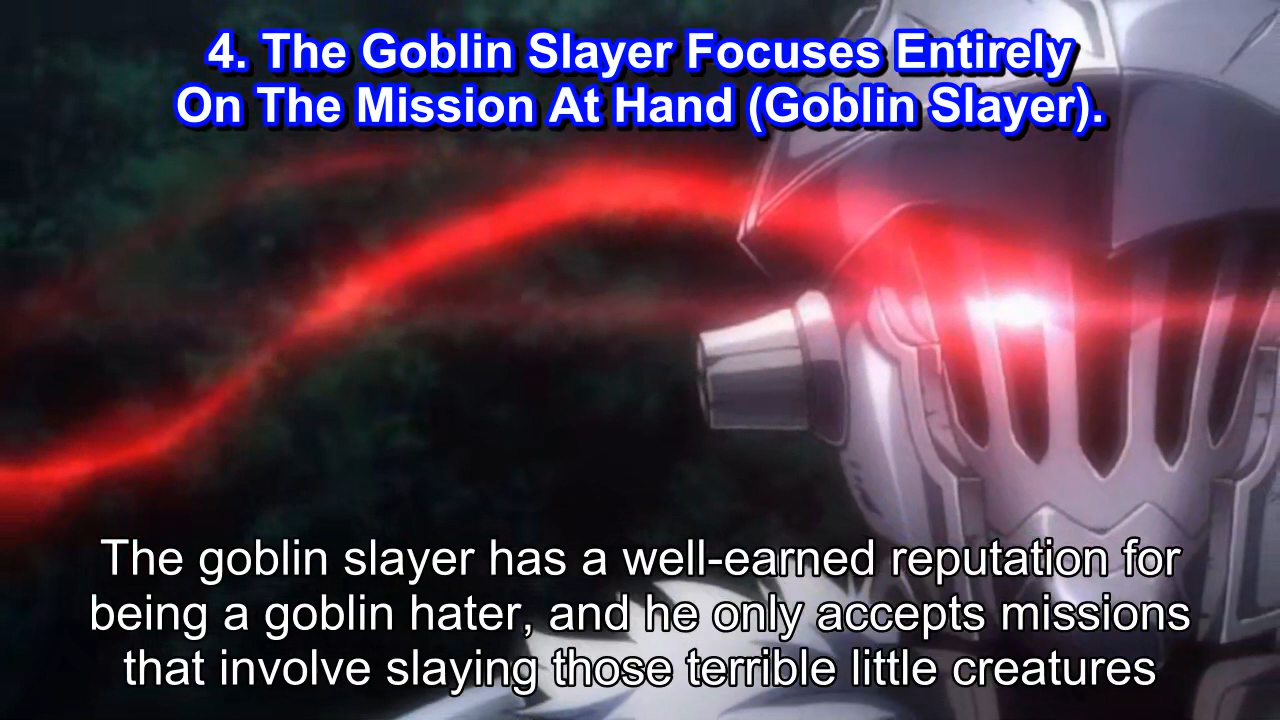 4. The Goblin Slayer Focuses Entirely
On The Mission At Hand (Goblin Slayer).
The goblin slayer has a well-earned reputation for
being a goblin hater, and he only accepts missions
that involve slaying those terrible little creatures